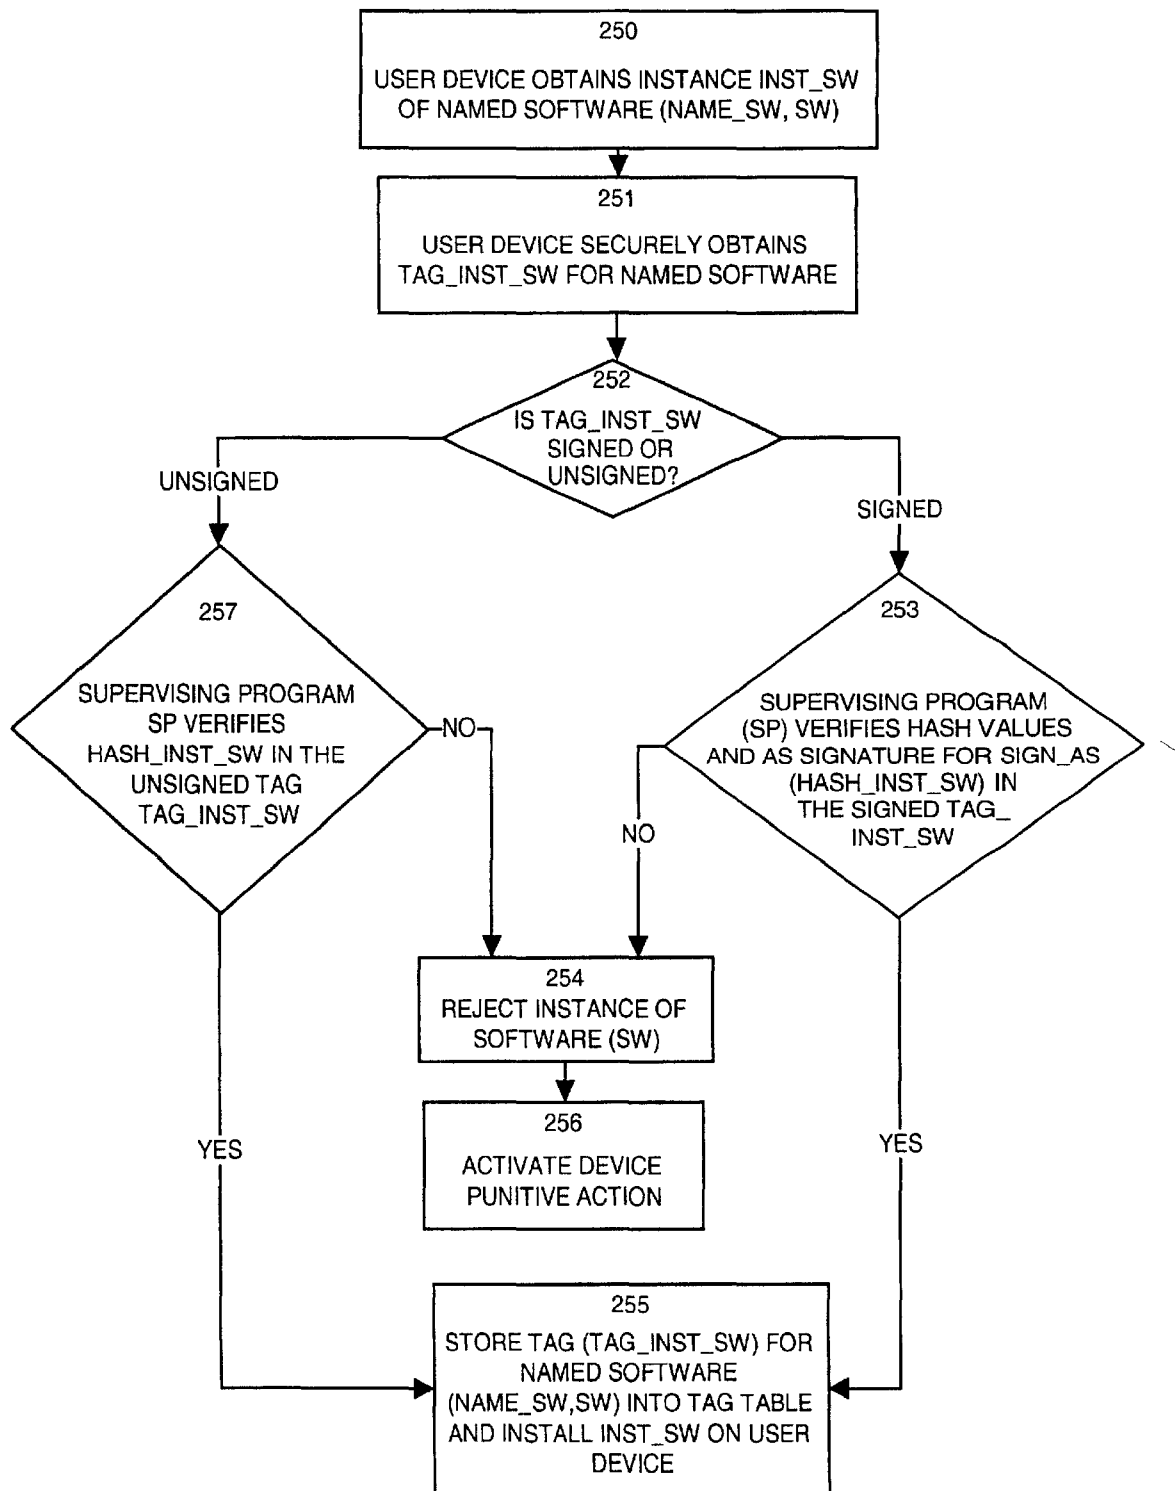 250
USER DEVICE OBTAINS INSTANCE INST_SW
OF NAMED SOFTWARE (NAME_SW, SW)
251
USER DEVICE SECURELY OBTAINS
TAG_INST_SW FOR NAMED SOFTWARE
252
IS TAG_INST_SW
SIGNED OR
UNSIGNED?
UNSIGNED
SIGNED
257
SUPERVISING PROGRAM
SP VERIFIES
HASH_INST_SW IN THE
UNSIGNED TAG
TAG_INST_SW
NO
253
SUPERVISING PROGRAM
(SP) VERIFIES HASH VALUES
AND AS SIGNATURE FOR SIGN_AS
(HASH_INST_SW) IN
THE SIGNED TAG_
INST_SW
NO
254
REJECT INSTANCE OF
SOFTWARE (SW)
256
ACTIVATE DEVICE
PUNITIVE ACTION
YES
YES
255
STORE TAG (TAG_INST_SW) FOR
NAMED SOFTWARE
(NAME_SW,SW) INTO TAG TABLE
AND INSTALL INST_SW ON USER
DEVICE